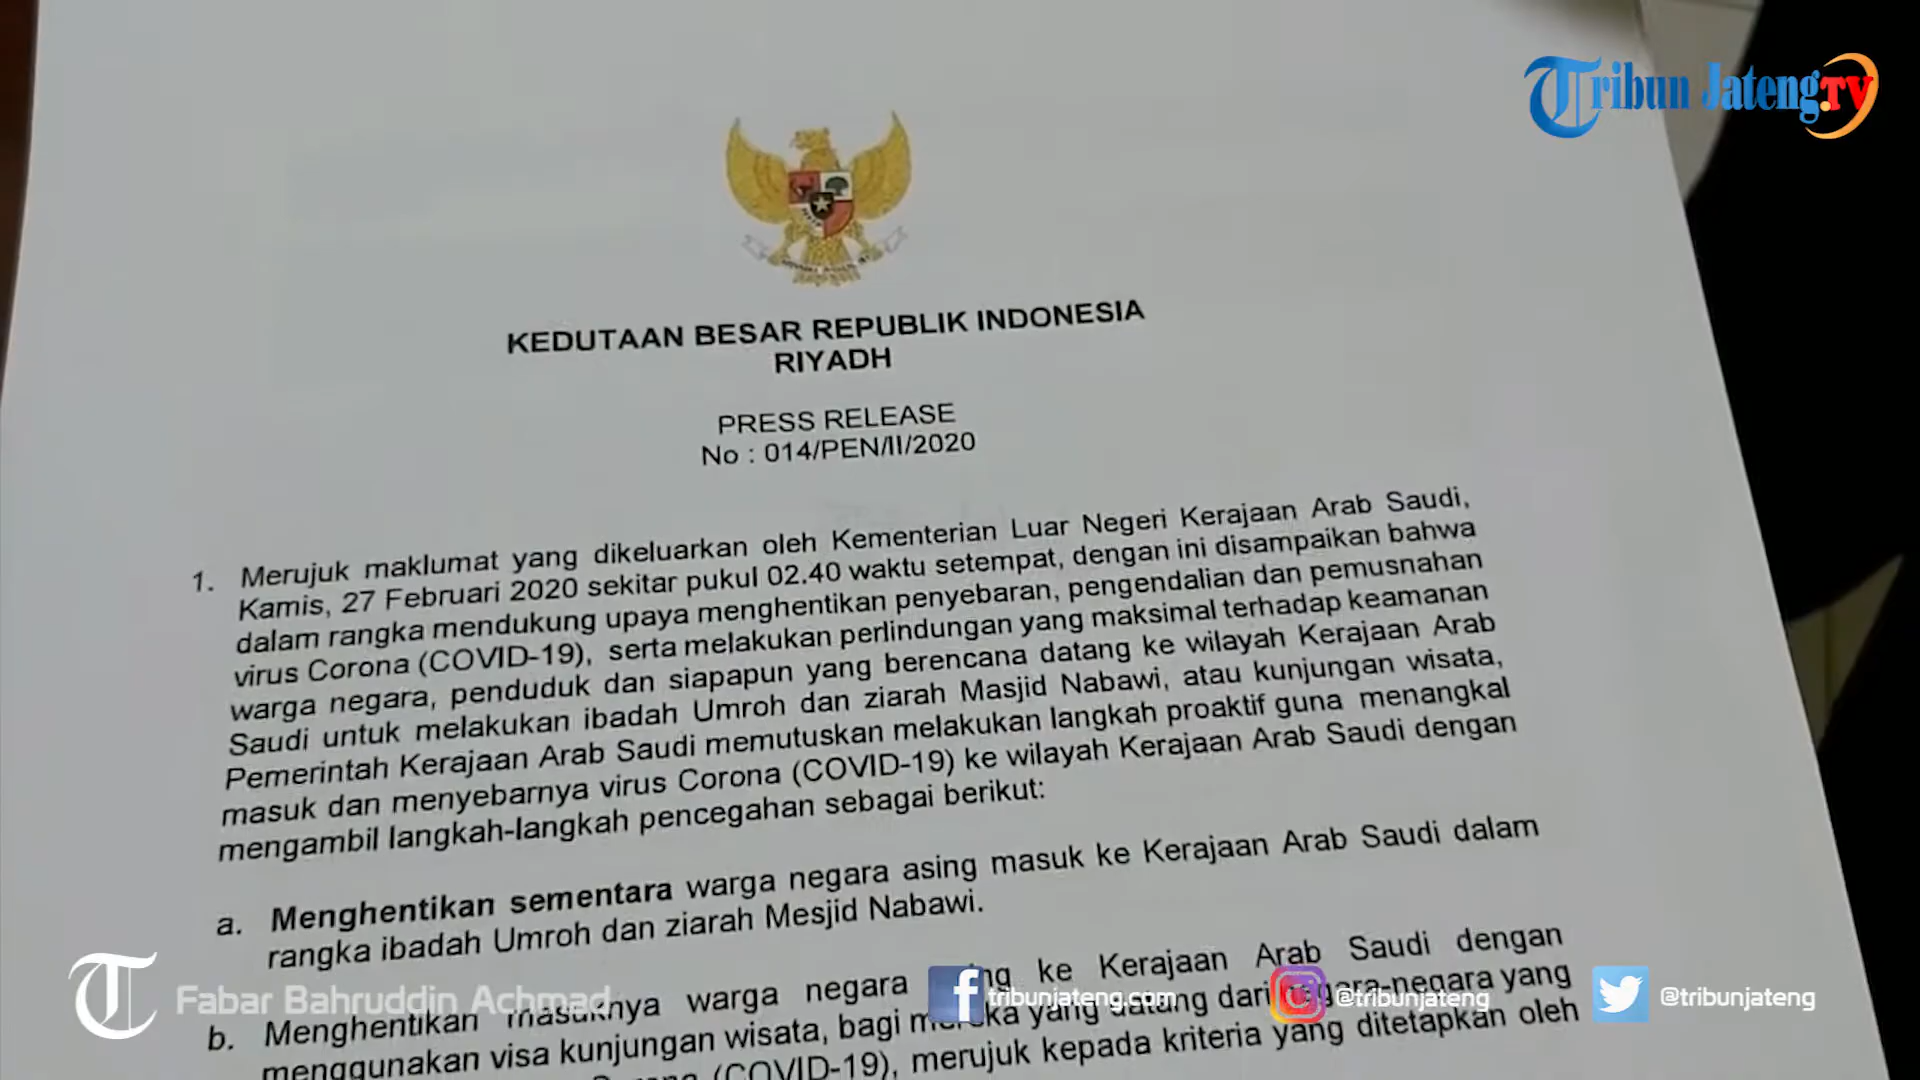 Tribun Jateng.TV
KEDUTAAN BESAR REPUBLIK INDONESIA
RIYADH
PRESS RELEASE
No : 014/PEN/II/2020
1. Merujuk maklumat yang dikeluarkan oleh Kementerian Luar Negeri Kerajaan Arab Saudi,
Kamis, 27 Februari 2020 sekitar pukul 02.40 waktu setempat, dengan ini disampaikan bahwa
dalam rangka mendukung upaya menghentikan penyebaran, pengendalian dan pemusnahan
virus Corona (COVID-19), serta melakukan perlindungan yang maksimal terhadap keamanan
warga negara, penduduk dan siapapun yang berencana datang ke wilayah Kerajaan Arab
Saudi untuk melakukan ibadah Umroh dan ziarah Masjid Nabawi, atau kunjungan wisata,
Pemerintah Kerajaan Arab Saudi memutuskan melakukan langkah proaktif guna menangkal
masuk dan menyebarnya virus Corona (COVID-19) ke wilayah Kerajaan Arab Saudi dengan
mengambil langkah-langkah pencegahan sebagai berikut:
a. Menghentikan sementara warga negara asing masuk ke Kerajaan Arab Saudi dalam
rangka ibadah Umroh dan ziarah Mesjid Nabawi.
b. Menghentikan masuknya warga negara ke Kerajaan Arab Saudi dengan
menggunakan visa kunjungan wisata, bagi mereka yang datang dari negara-negara yang
(COVID-19), merujuk kepada kriteria yang ditetapkan oleh
Fabar Bahruddin Achmad
tribunjateng.com
@tribunjateng
@tribunjateng